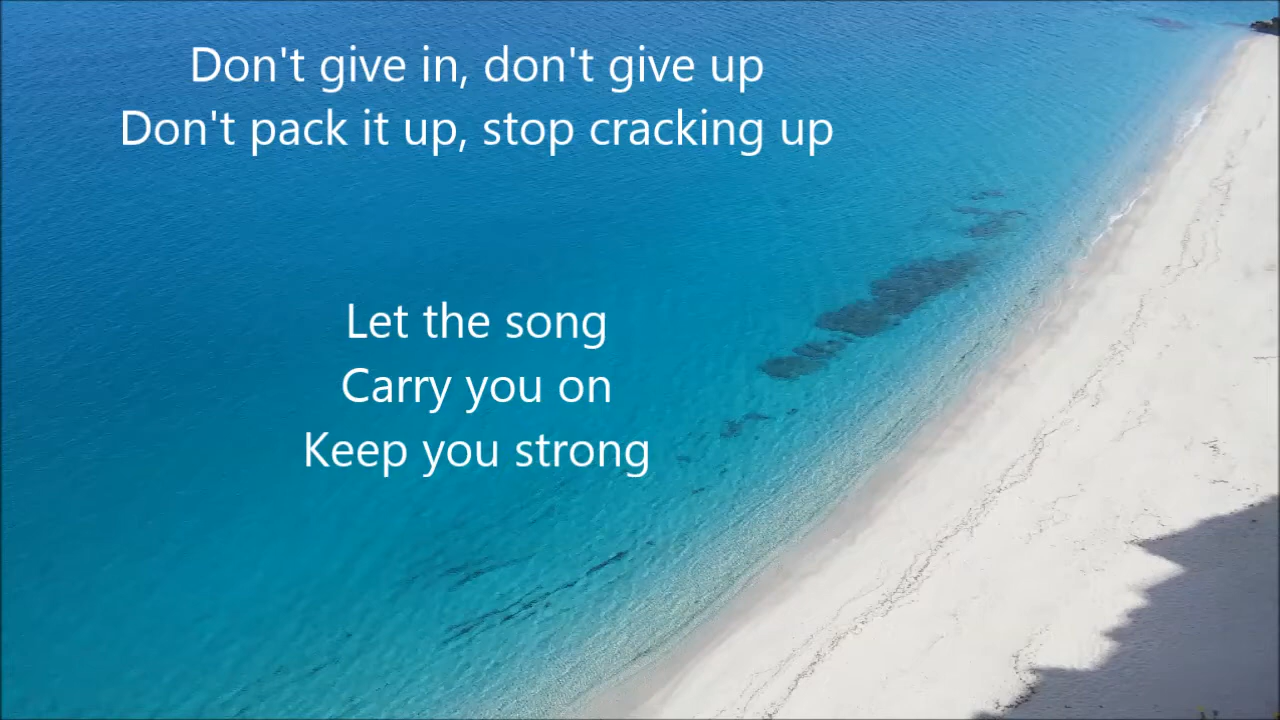 Don't give in, don't give up
Don't pack it up, stop cracking up
Let the song
Carry you on
Keep you strong